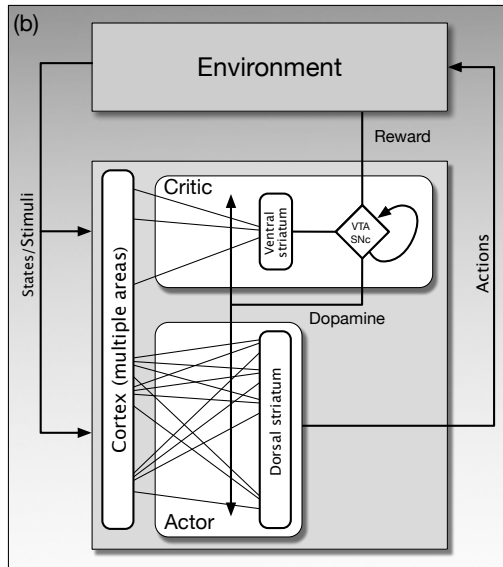 (b)
Environment
Reward
Critic
Ventral
striatum
VTA
SNc
States/Stimuli
Cortex (multiple areas)
Dopamine
Actions
Dorsal striatum
Actor